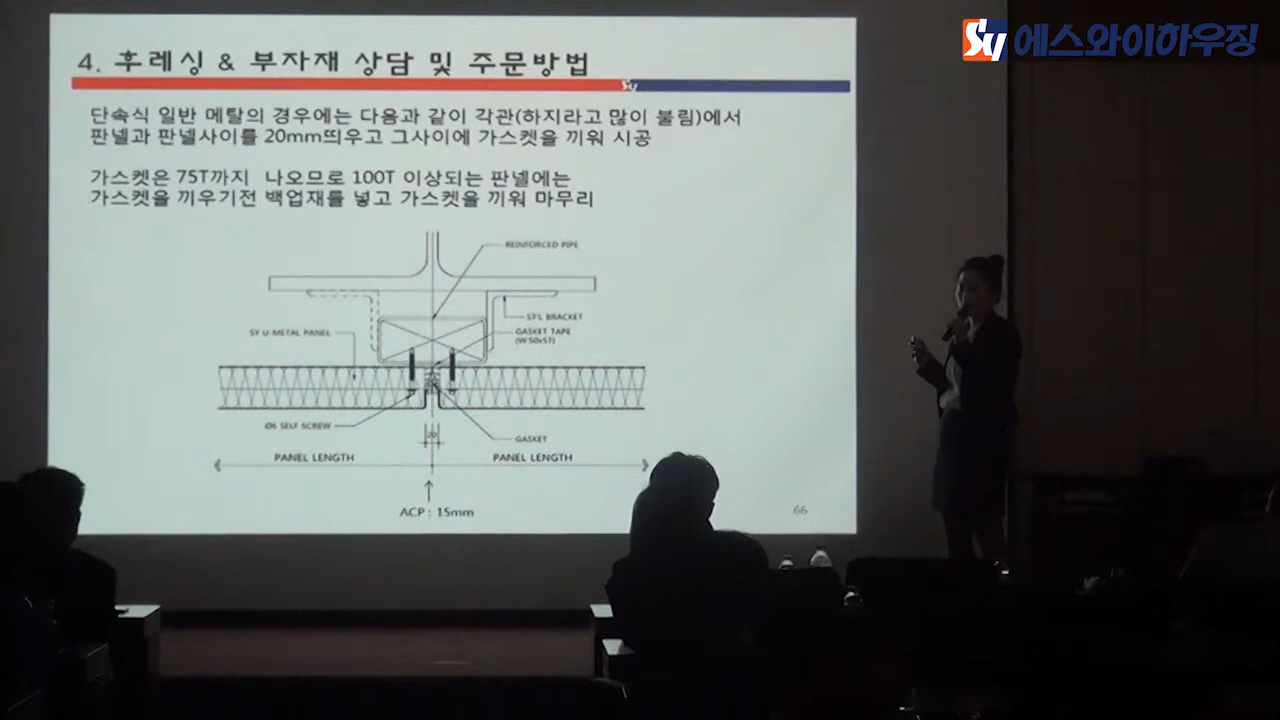 SY 에스와이하우징
4. 후레싱 & 부자재 상담 및 주문방법
SY
단속식 일반 메탈의 경우에는 다음과 같이 각관(하지라고 많이 불림)에서
판넬과 판넬사이를 20mm띄우고 그사이에 가스켓을 끼워 시공
가스켓은 75T까지 나오므로 100T 이상되는 판넬에는
가스켓을 끼우기전 백업재를 넣고 가스켓을 끼워 마무리
REINFORCED PIPE
ST'L BRACKET
SY U-METAL PANEL
GASKET TAPE
(W50x5T)
Ø6 SELF SCREW
20
GASKET
PANEL LENGTH
PANEL LENGTH
ACP : 15mm
66